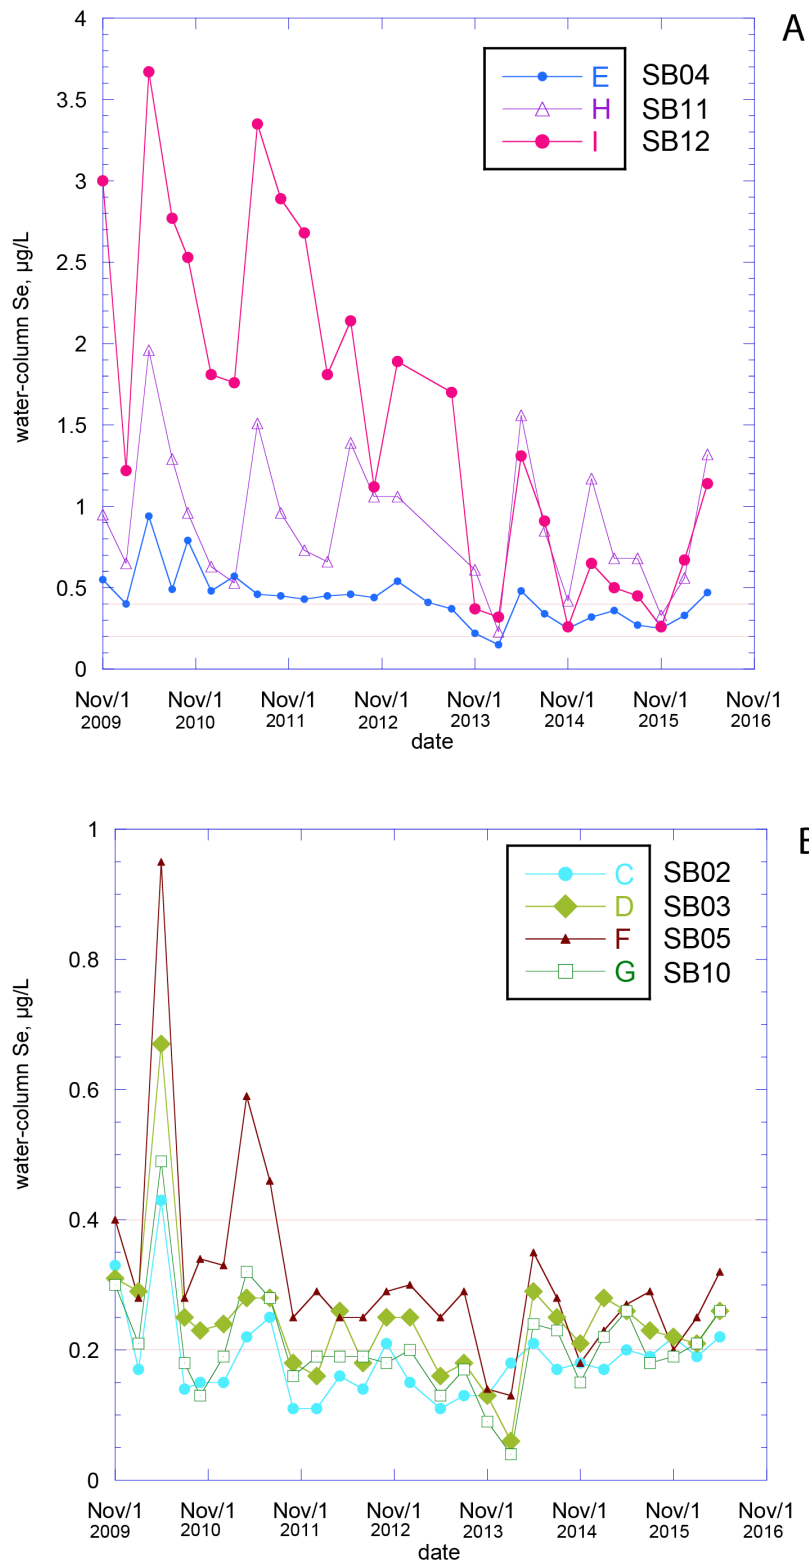 A
4
3.5
3
2.5
2
1.5
1
0.5
0
water-column Se, µg/L
E SB04
H SB11
I SB12
Nov/1 Nov/1 Nov/1 Nov/1 Nov/1 Nov/1 Nov/1 Nov/1
2009 2010 2011 2012 2013 2014 2015 2016
date
1
0.8
0.6
0.4
0.2
0
water-column Se, µg/L
C SB02
D SB03
F SB05
G SB10
Nov/1 Nov/1 Nov/1 Nov/1 Nov/1 Nov/1 Nov/1 Nov/1
2009 2010 2011 2012 2013 2014 2015 2016
date